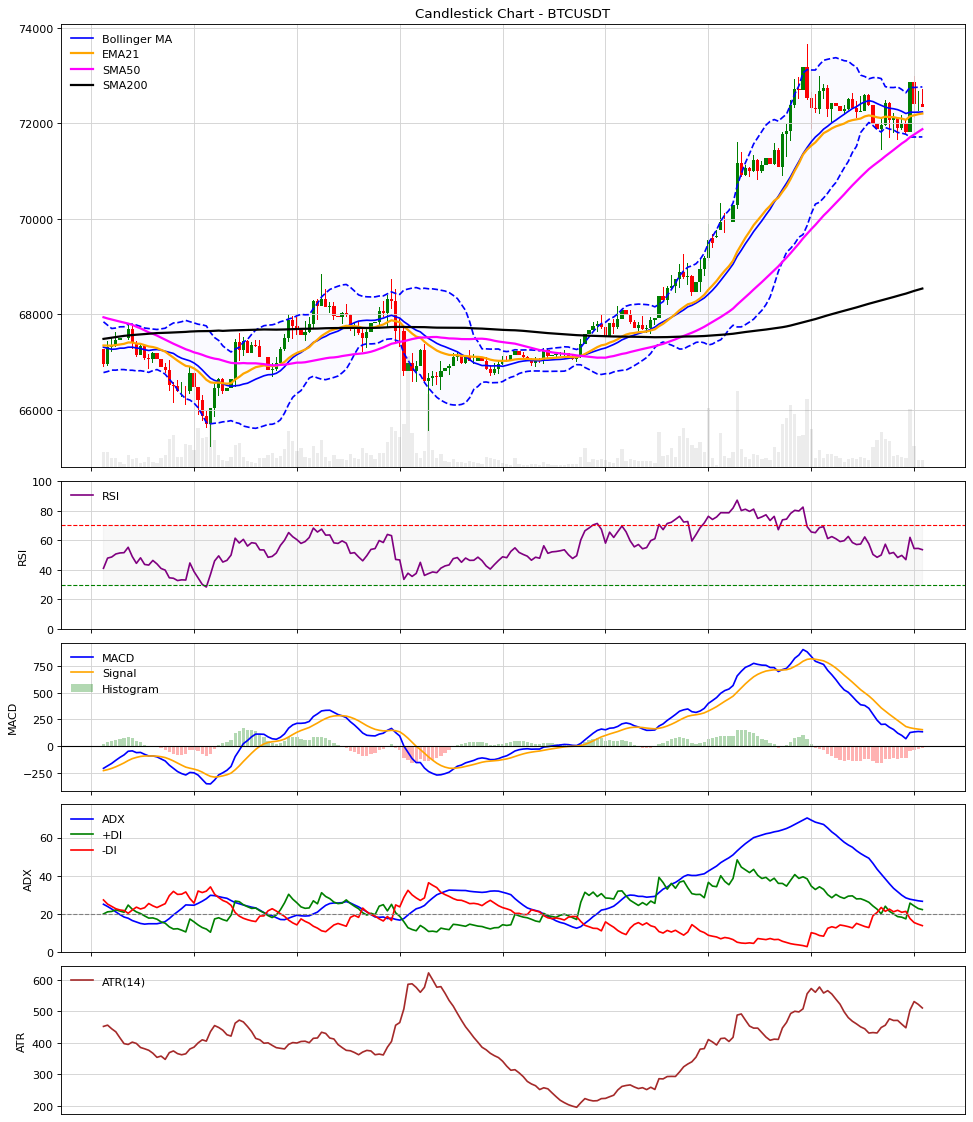 Candlestick Chart - BTCUSDT
74000
72000
70000
68000
66000
Bollinger MA
EMA21
SMA50
SMA200
100
80
60
40
20
0
RSI
RSI
750
500
250
0
−250
MACD
MACD
Signal
Histogram
60
40
20
0
ADX
ADX
+DI
-DI
600
500
400
300
200
ATR
ATR(14)